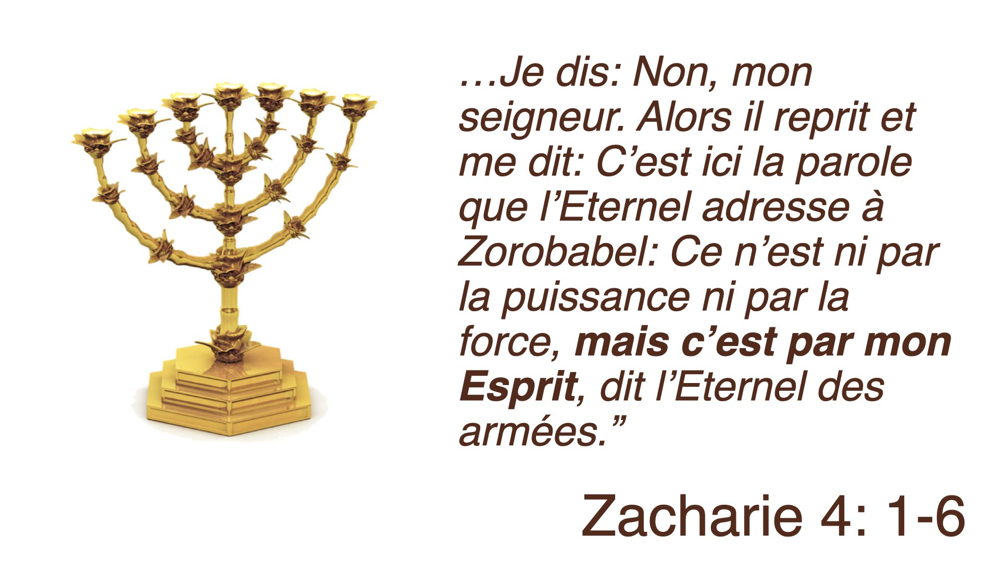 …Je dis: Non, mon
seigneur. Alors il reprit et
me dit: C’est ici la parole
que l’Eternel adresse à
Zorobabel: Ce n’est ni par
la puissance ni par la
force, mais c’est par mon
Esprit, dit l’Eternel des
armées.”
Zacharie 4: 1-6